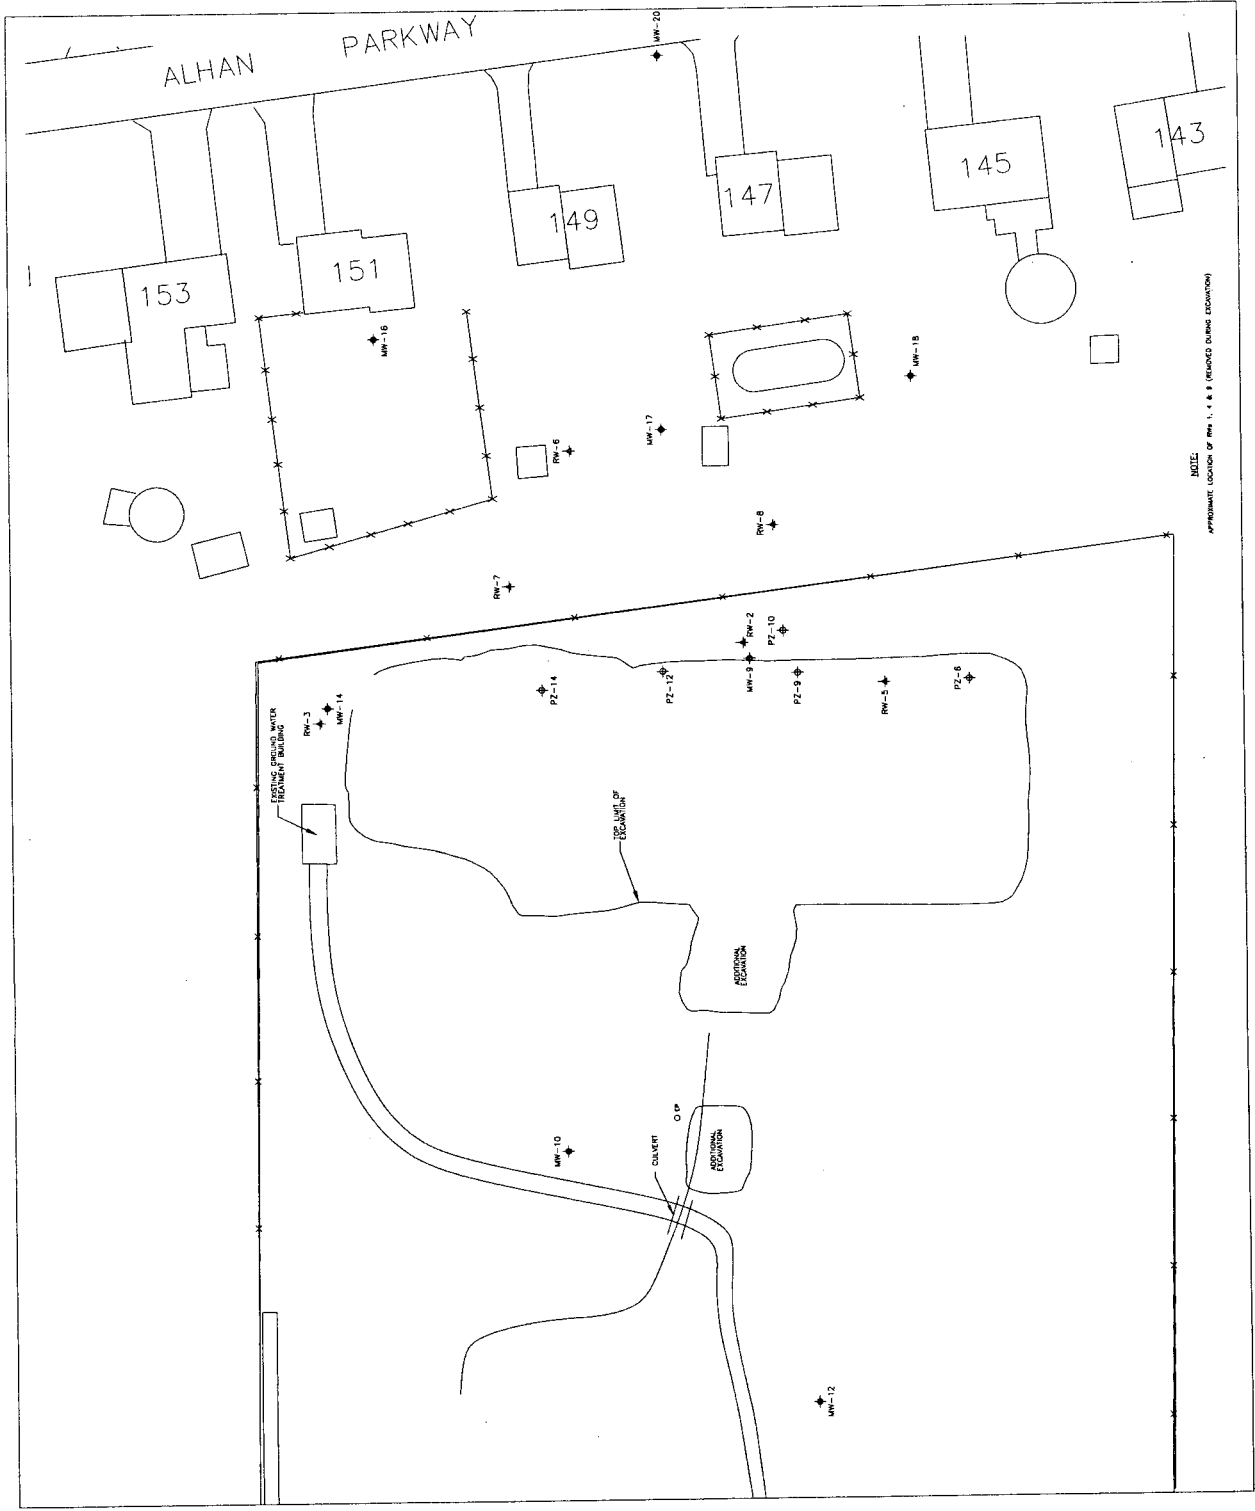 ALHAN PARKWAY
MW-20
143
145
147
149
151
153
MW-16
MW-18
MW-17
RW-6
RW-8
NOTE:
APPROXIMATE LOCATION OF RW's 1, 4 & 9 (REMOVED DURING EXCAVATION)
RW-7
RW-2
PZ-10
MW-9
PZ-14
PZ-12
PZ-9
RW-5
PZ-6
RW-3
MW-14
EXISTING GROUND WATER
TREATMENT BUILDING
TOP LIMIT OF
EXCAVATION
ADDITIONAL
EXCAVATION
EP
MW-10
CULVERT
ADDITIONAL
EXCAVATION
MW-12